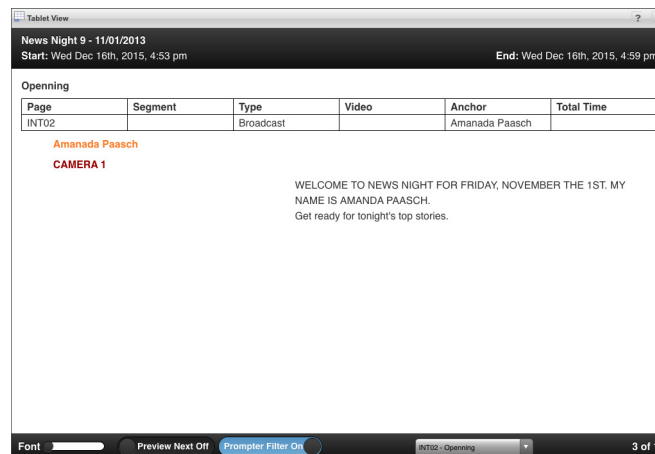 Tablet View ?
News Night 9 - 11/01/2013
Start: Wed Dec 16th, 2015, 4:53 pm End: Wed Dec 16th, 2015, 4:59 pm
Openning
Page Segment Type Video Anchor Total Time
INT02 Broadcast Amanada Paasch
Amanada Paasch
CAMERA 1
WELCOME TO NEWS NIGHT FOR FRIDAY, NOVEMBER THE 1ST. MY
NAME IS AMANDA PAASCH.
Get ready for tonight's top stories.
Font Preview Next Off Prompter Filter On INT02 - Openning 3 of